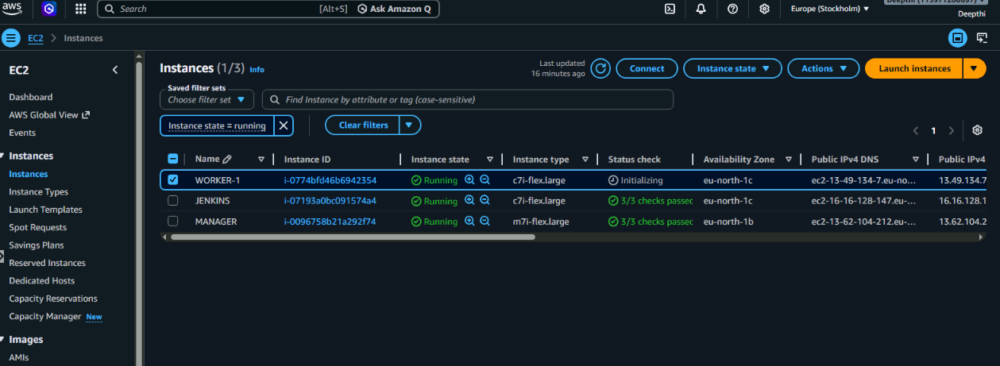 aws Search [Alt+S] Ask Amazon Q Europe (Stockholm)
Deepthi
EC2 > Instances
EC2
Dashboard
AWS Global View
Events
Instances
Instances
Instance Types
Launch Templates
Spot Requests
Savings Plans
Reserved Instances
Dedicated Hosts
Capacity Reservations
Capacity Manager New
Images
AMIs
Instances (1/3) Info
Last updated
16 minutes ago
Connect Instance state Actions Launch instances
Saved filter sets
Choose filter set Find Instance by attribute or tag (case-sensitive)
Instance state = running Clear filters
1
Name Instance ID Instance state Instance type Status check Availability Zone Public IPv4 DNS Public IPv4
WORKER-1 i-0774bfd46b6942354 Running c7i-flex.large Initializing eu-north-1c ec2-13-49-134-7.eu-no... 13.49.134.7
JENKINS i-07193a0bc091574a4 Running c7i-flex.large 3/3 checks passec eu-north-1c ec2-16-16-128-147.eu-... 16.16.128.1
MANAGER i-0096758b21a292f74 Running m7i-flex.large 3/3 checks passec eu-north-1b ec2-13-62-104-212.eu-... 13.62.104.2